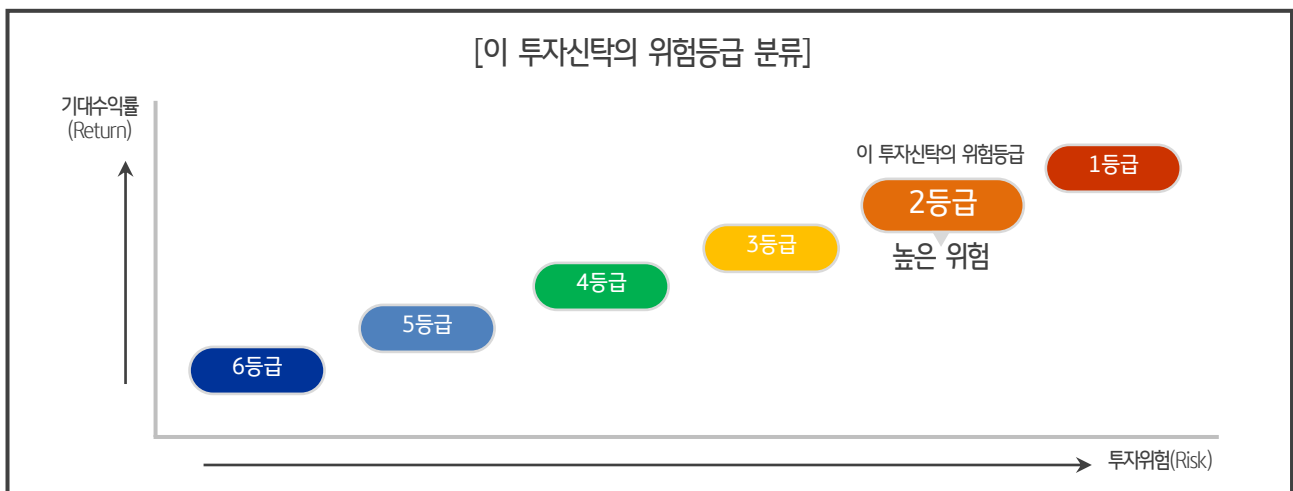 [이 투자신탁의 위험등급 분류]
기대수익률
(Return)
이 투자신탁의 위험등급
1등급
2등급
높은 위험
3등급
4등급
5등급
6등급
투자위험(Risk)